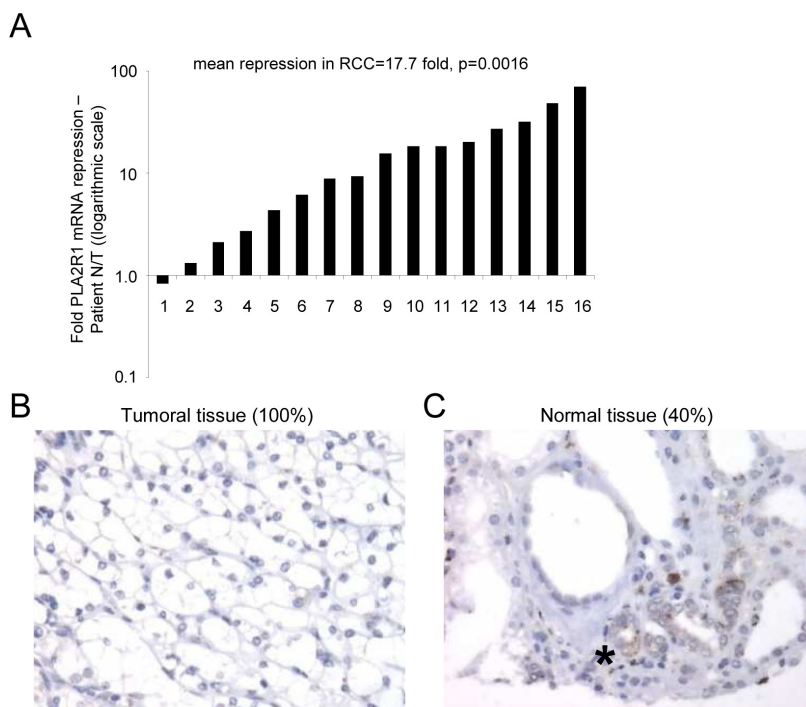 A
mean repression in RCC=17.7 fold, p=0.0016
Fold PLA2R1 mRNA repression –
Patient N/T ((logarithmic scale)
100
10
1.0
0.1
1 2 3 4 5 6 7 8 9 10 11 12 13 14 15 16
B
Tumoral tissue (100%)
C
Normal tissue (40%)
*